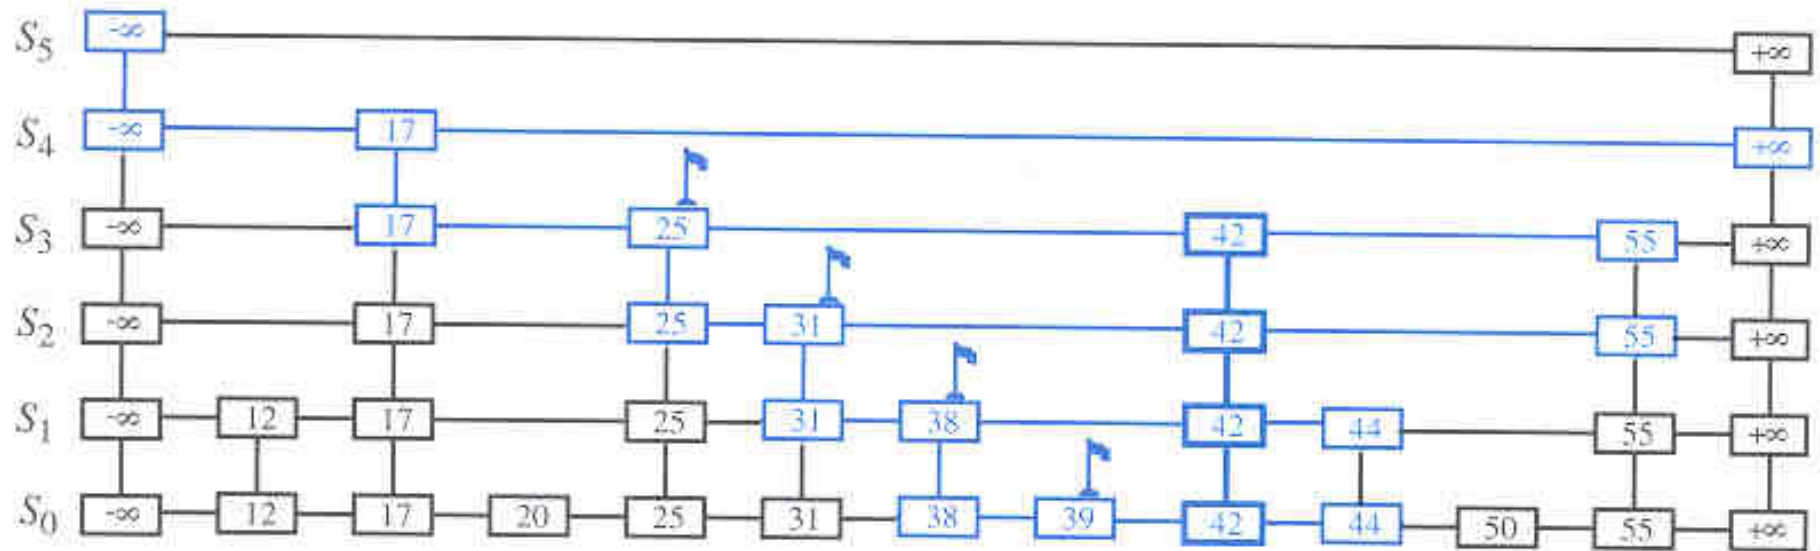 S5 -∞ +∞
S4 -∞ 17 +∞
S3 -∞ 17 25 42 55 +∞
S2 -∞ 17 25 31 42 55 +∞
S1 -∞ 12 17 25 31 38 42 44 55 +∞
S0 -∞ 12 17 20 25 31 38 39 42 44 50 55 +∞